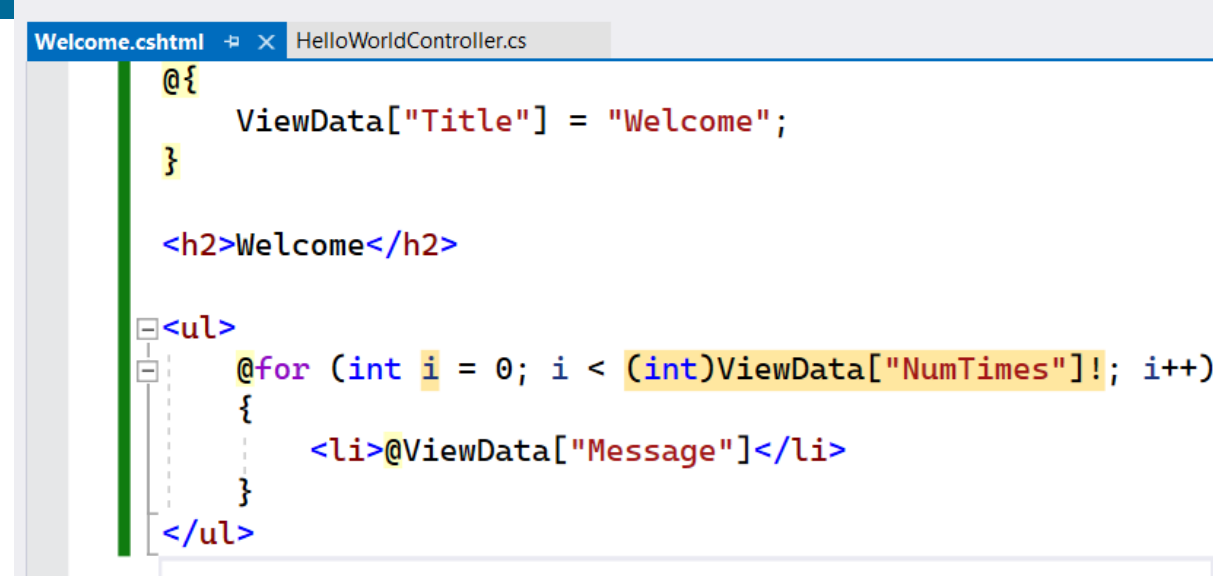 Welcome.cshtml HelloWorldController.cs
@{
ViewData["Title"] = "Welcome";
}
<h2>Welcome</h2>
<ul>
@for (int i = 0; i < (int)ViewData["NumTimes"]!; i++)
{
<li>@ViewData["Message"]</li>
}
</ul>